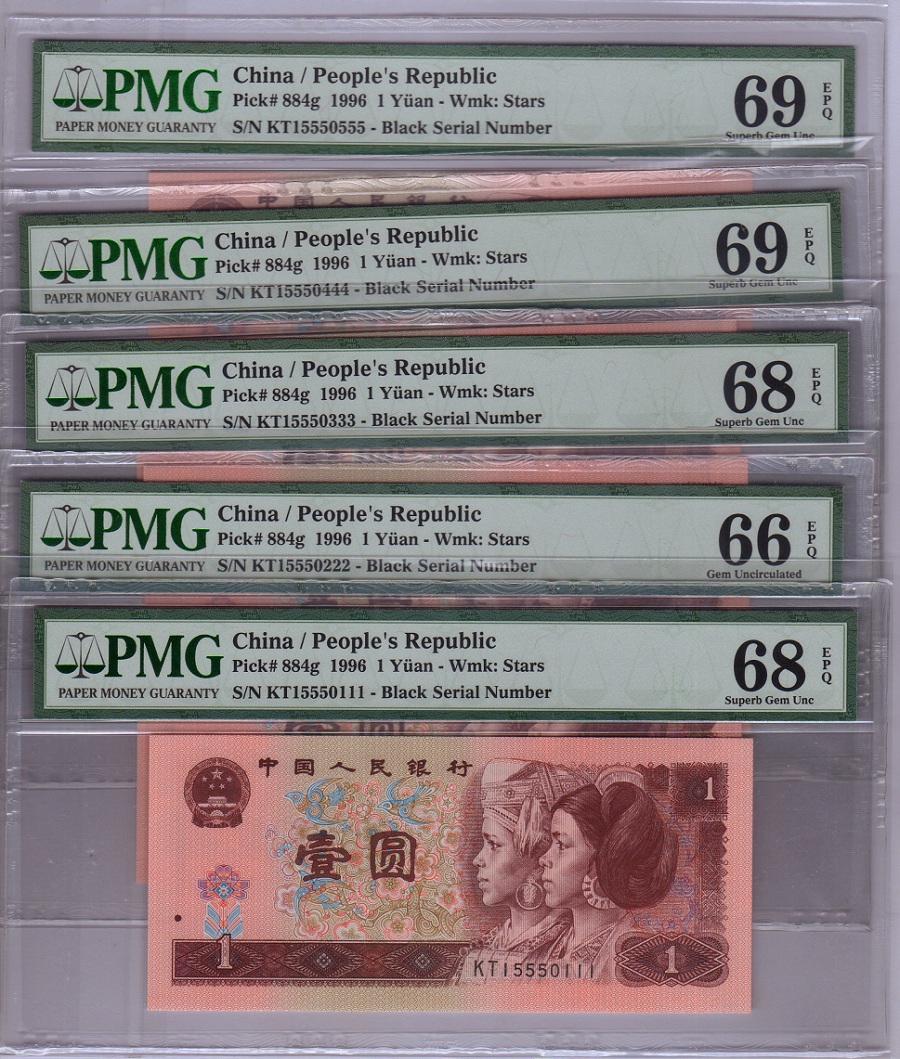 PMG
PAPER MONEY GUARANTY
China / People's Republic
Pick# 884g 1996 1 Yüan - Wmk: Stars
S/N KT15550555 - Black Serial Number
69
EPQ
Superb Gem Unc
中国人民银行
PMG
PAPER MONEY GUARANTY
China / People's Republic
Pick# 884g 1996 1 Yüan - Wmk: Stars
S/N KT15550444 - Black Serial Number
69
EPQ
Superb Gem Unc
PMG
PAPER MONEY GUARANTY
China / People's Republic
Pick# 884g 1996 1 Yüan - Wmk: Stars
S/N KT15550333 - Black Serial Number
68
EPQ
Superb Gem Unc
PMG
PAPER MONEY GUARANTY
China / People's Republic
Pick# 884g 1996 1 Yüan - Wmk: Stars
S/N KT15550222 - Black Serial Number
66
EPQ
Gem Uncirculated
PMG
PAPER MONEY GUARANTY
China / People's Republic
Pick# 884g 1996 1 Yüan - Wmk: Stars
S/N KT15550111 - Black Serial Number
68
EPQ
Superb Gem Unc
中国人民银行
1
壹圆
1
KT15550111
1